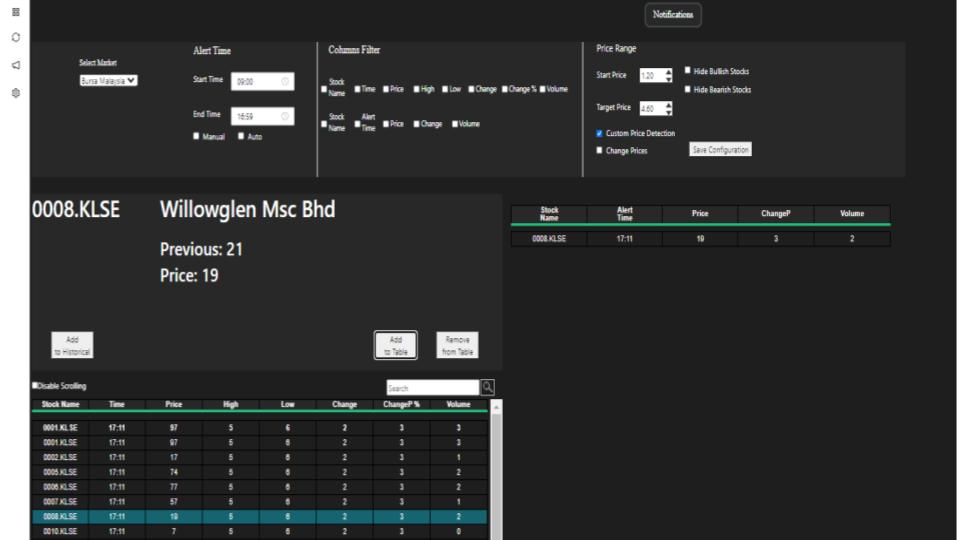 Notifications
Select Market
Bursa Malaysia
Alert Time
Start Time
09:00
End Time
16:59
Manual
Auto
Columns Filter
Stock Name
Time
Price
High
Low
Change
Change %
Volume
Stock Name
Alert Time
Price
Change
Volume
Price Range
Start Price
1.20
Hide Bullish Stocks
Hide Bearish Stocks
Target Price
4.60
Custom Price Detection
Change Prices
Save Configuration
0008.KLSE Willowglen Msc Bhd
Previous: 21
Price: 19
Add
to Historical
Add
to Table
Remove
from Table
Stock Name Alert Time Price ChangeP Volume
0008.KLSE 17:11 19 3 2
Disable Scrolling
Search
Stock Name Time Price High Low Change ChangeP % Volume
0001.KLSE 17:11 97 5 6 2 3 3
0001.KLSE 17:11 97 5 6 2 3 3
0002.KLSE 17:11 17 5 6 2 3 1
0005.KLSE 17:11 74 5 6 2 3 2
0006.KLSE 17:11 77 5 6 2 3 2
0007.KLSE 17:11 57 5 6 2 3 1
0008.KLSE 17:11 19 5 6 2 3 2
0010.KLSE 17:11 7 5 6 2 3 0